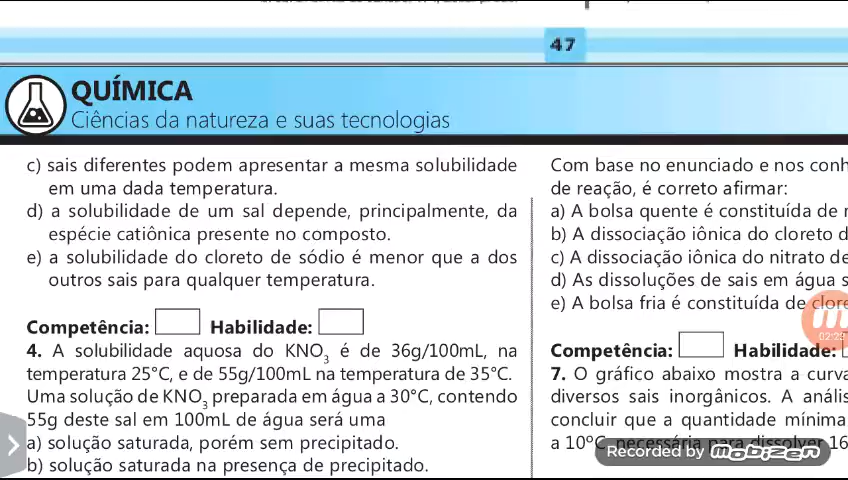 47
QUÍMICA
Ciências da natureza e suas tecnologias
c) sais diferentes podem apresentar a mesma solubilidade
em uma dada temperatura.
d) a solubilidade de um sal depende, principalmente, da
espécie catiônica presente no composto.
e) a solubilidade do cloreto de sódio é menor que a dos
outros sais para qualquer temperatura.
Competência: Habilidade:
4. A solubilidade aquosa do KNO3 é de 36g/100mL, na
temperatura 25°C, e de 55g/100mL na temperatura de 35°C.
Uma solução de KNO3 preparada em água a 30°C, contendo
55g deste sal em 100mL de água será uma
a) solução saturada, porém sem precipitado.
b) solução saturada na presença de precipitado.
Com base no enunciado e nos conh
de reação, é correto afirmar:
a) A bolsa quente é constituída de
b) A dissociação iônica do cloreto d
c) A dissociação iônica do nitrato de
d) As dissoluções de sais em água s
e) A bolsa fria é constituída de clore
02:29
Competência: Habilidade:
7. O gráfico abaixo mostra a curva
diversos sais inorgânicos. A anális
concluir que a quantidade mínima
a 10°C, necessária para dissolver 16
Recorded by mobizen